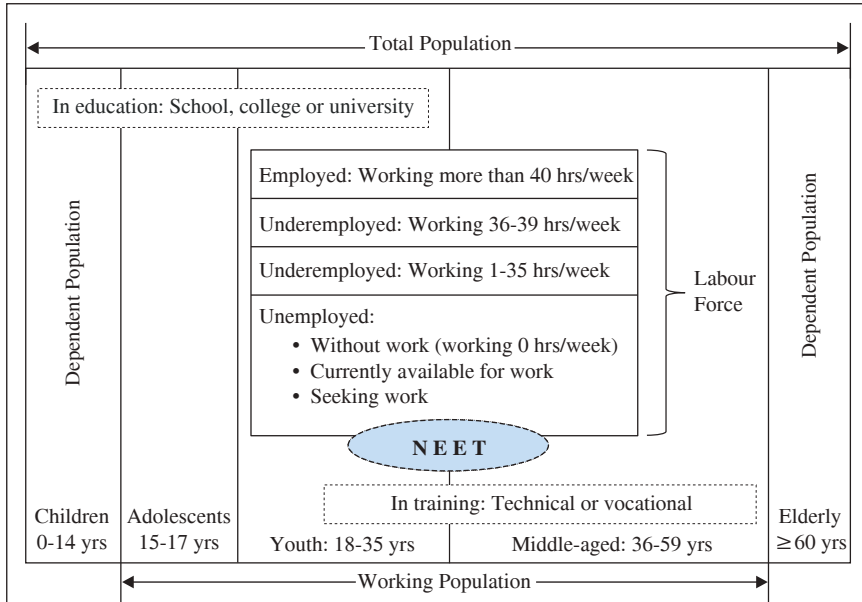 Total Population
In education: School, college or university
Employed: Working more than 40 hrs/week
Underemployed: Working 36-39 hrs/week
Underemployed: Working 1-35 hrs/week
Unemployed:
• Without work (working 0 hrs/week)
• Currently available for work
• Seeking work
Labour
Force
Dependent Population
Dependent Population
N E E T
In training: Technical or vocational
Children
0-14 yrs
Adolescents
15-17 yrs
Youth: 18-35 yrs
Middle-aged: 36-59 yrs
Elderly
≥ 60 yrs
Working Population